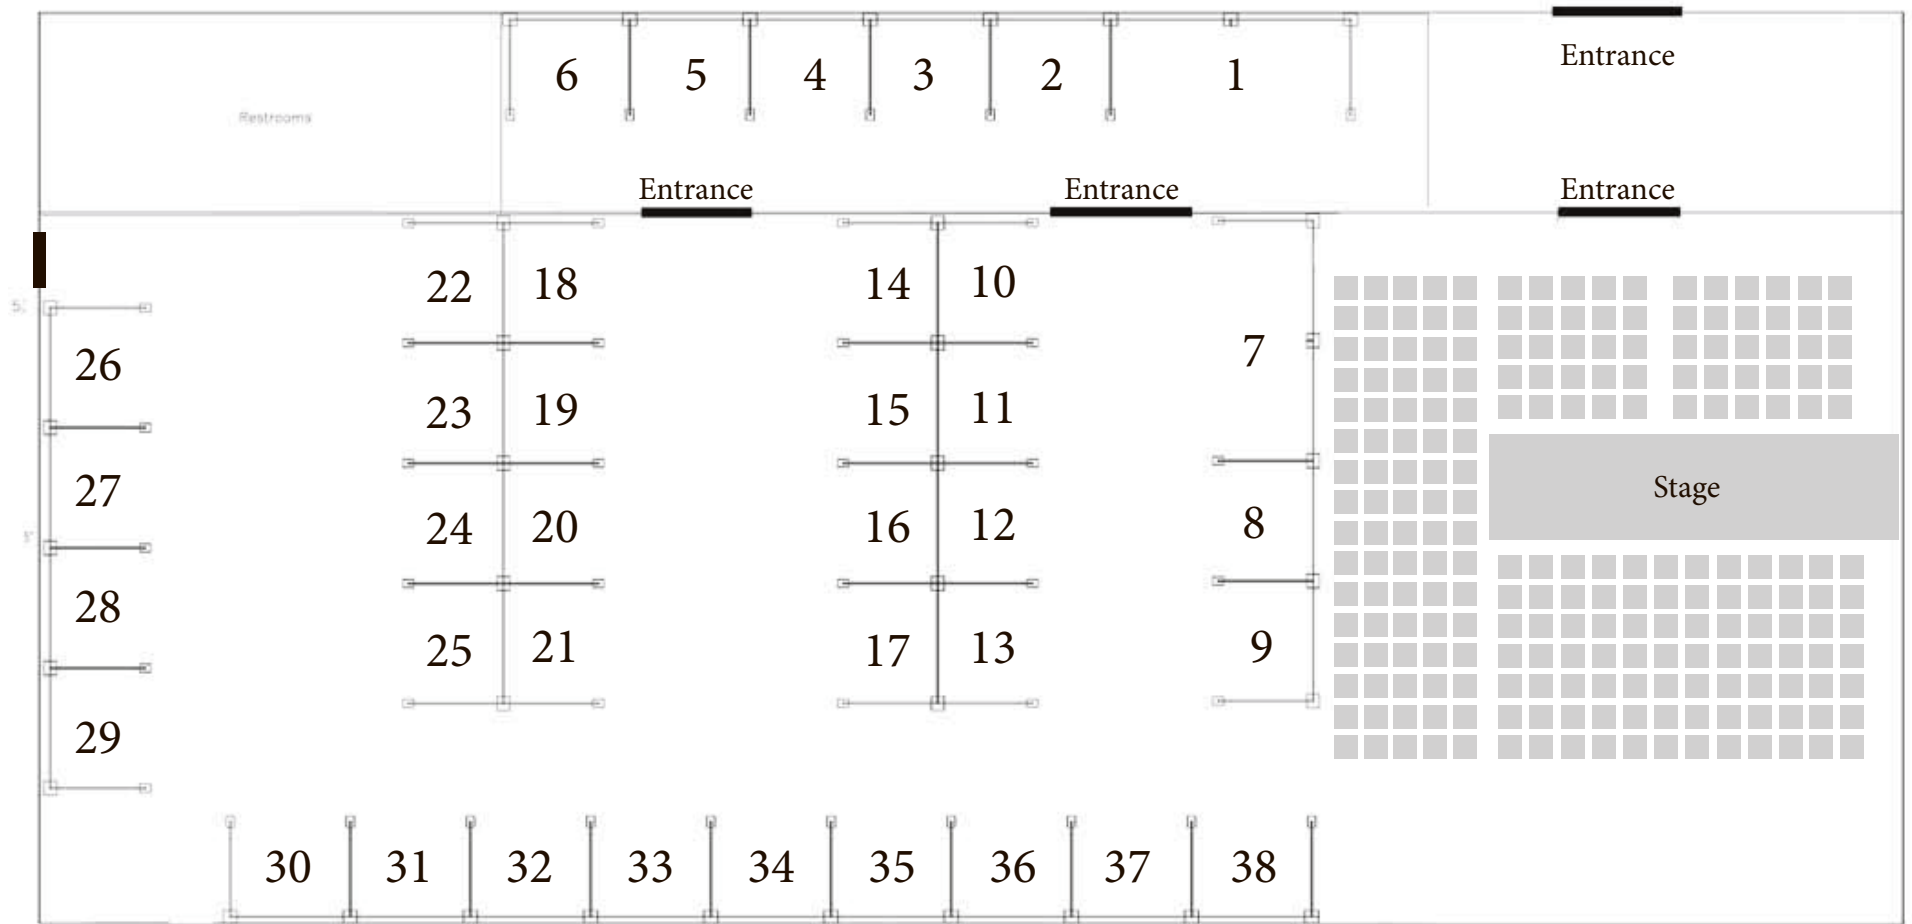 Entrance
6 5 4 3 2 1
Restrooms
Entrance Entrance Entrance
22 18 14 10
26 7
23 19 15 11
27 Stage
24 20 16 12 8
28
25 21 17 13 9
29
30 31 32 33 34 35 36 37 38